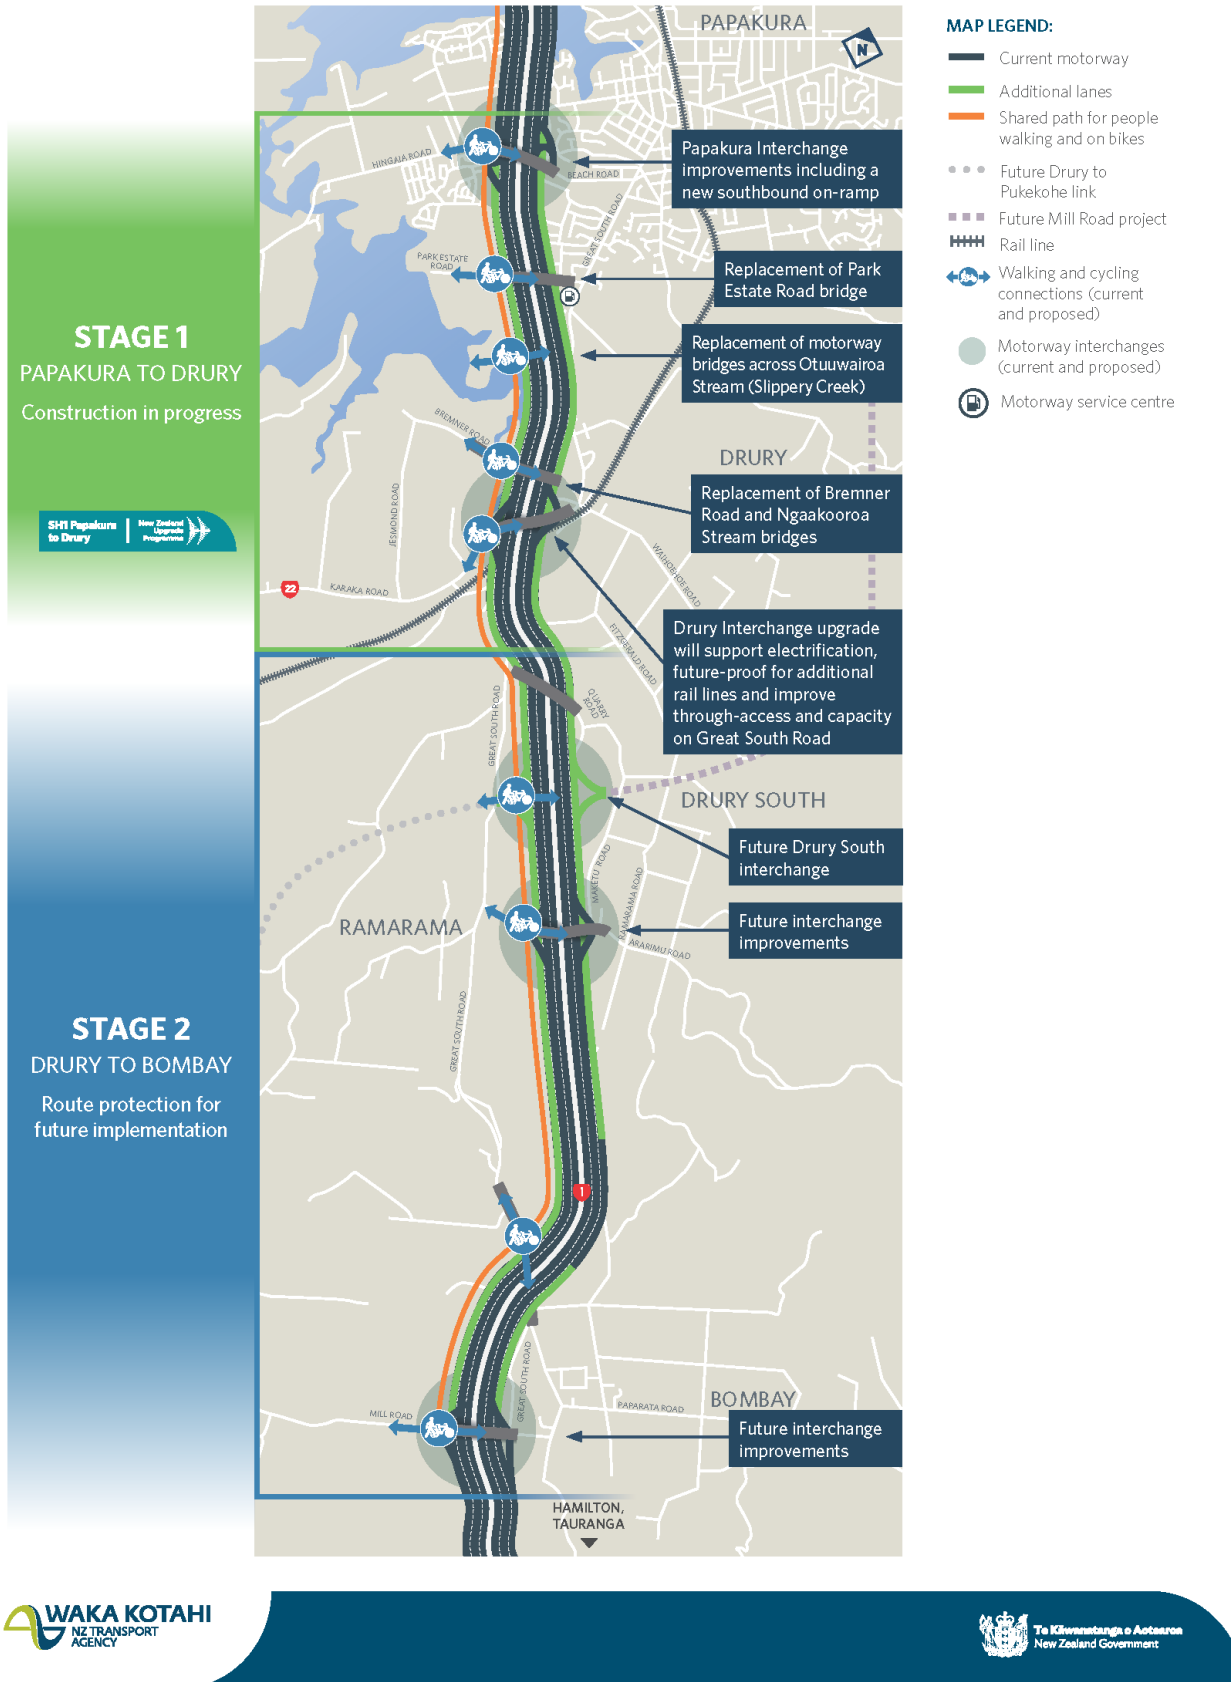 PAPAKURA
N
MAP LEGEND:
Current motorway
Additional lanes
Shared path for people
walking and on bikes
Future Drury to
Pukekohe link
Future Mill Road project
Rail line
Walking and cycling
connections (current
and proposed)
Motorway interchanges
(current and proposed)
Motorway service centre
STAGE 1
PAPAKURA TO DRURY
Construction in progress
SH1 Papakura
to Drury
New Zealand
Upgrade
Programme
HINGAIA ROAD
BEACH ROAD
Papakura Interchange
improvements including a
new southbound on-ramp
GREAT SOUTH ROAD
PARK ESTATE
ROAD
Replacement of Park
Estate Road bridge
Replacement of motorway
bridges across Otuuwairoa
Stream (Slippery Creek)
BREMNER ROAD
DRURY
JESMOND ROAD
Replacement of Bremner
Road and Ngaakooroa
Stream bridges
WAIHOEHOE ROAD
22
KARAKA ROAD
FITZGERALD ROAD
Drury Interchange upgrade
will support electrification,
future-proof for additional
rail lines and improve
through-access and capacity
on Great South Road
STAGE 2
DRURY TO BOMBAY
Route protection for
future implementation
GREAT SOUTH ROAD
QUARRY
ROAD
DRURY SOUTH
Future Drury South
interchange
MAKETU ROAD
RAMARAMA ROAD
RAMARAMA
ARARIMU ROAD
Future interchange
improvements
GREAT SOUTH ROAD
1
GREAT SOUTH ROAD
BOMBAY
PAPARATA ROAD
MILL ROAD
Future interchange
improvements
HAMILTON,
TAURANGA
WAKA KOTAHI
NZ TRANSPORT
AGENCY
Te Kāwanatanga o Aotearoa
New Zealand Government